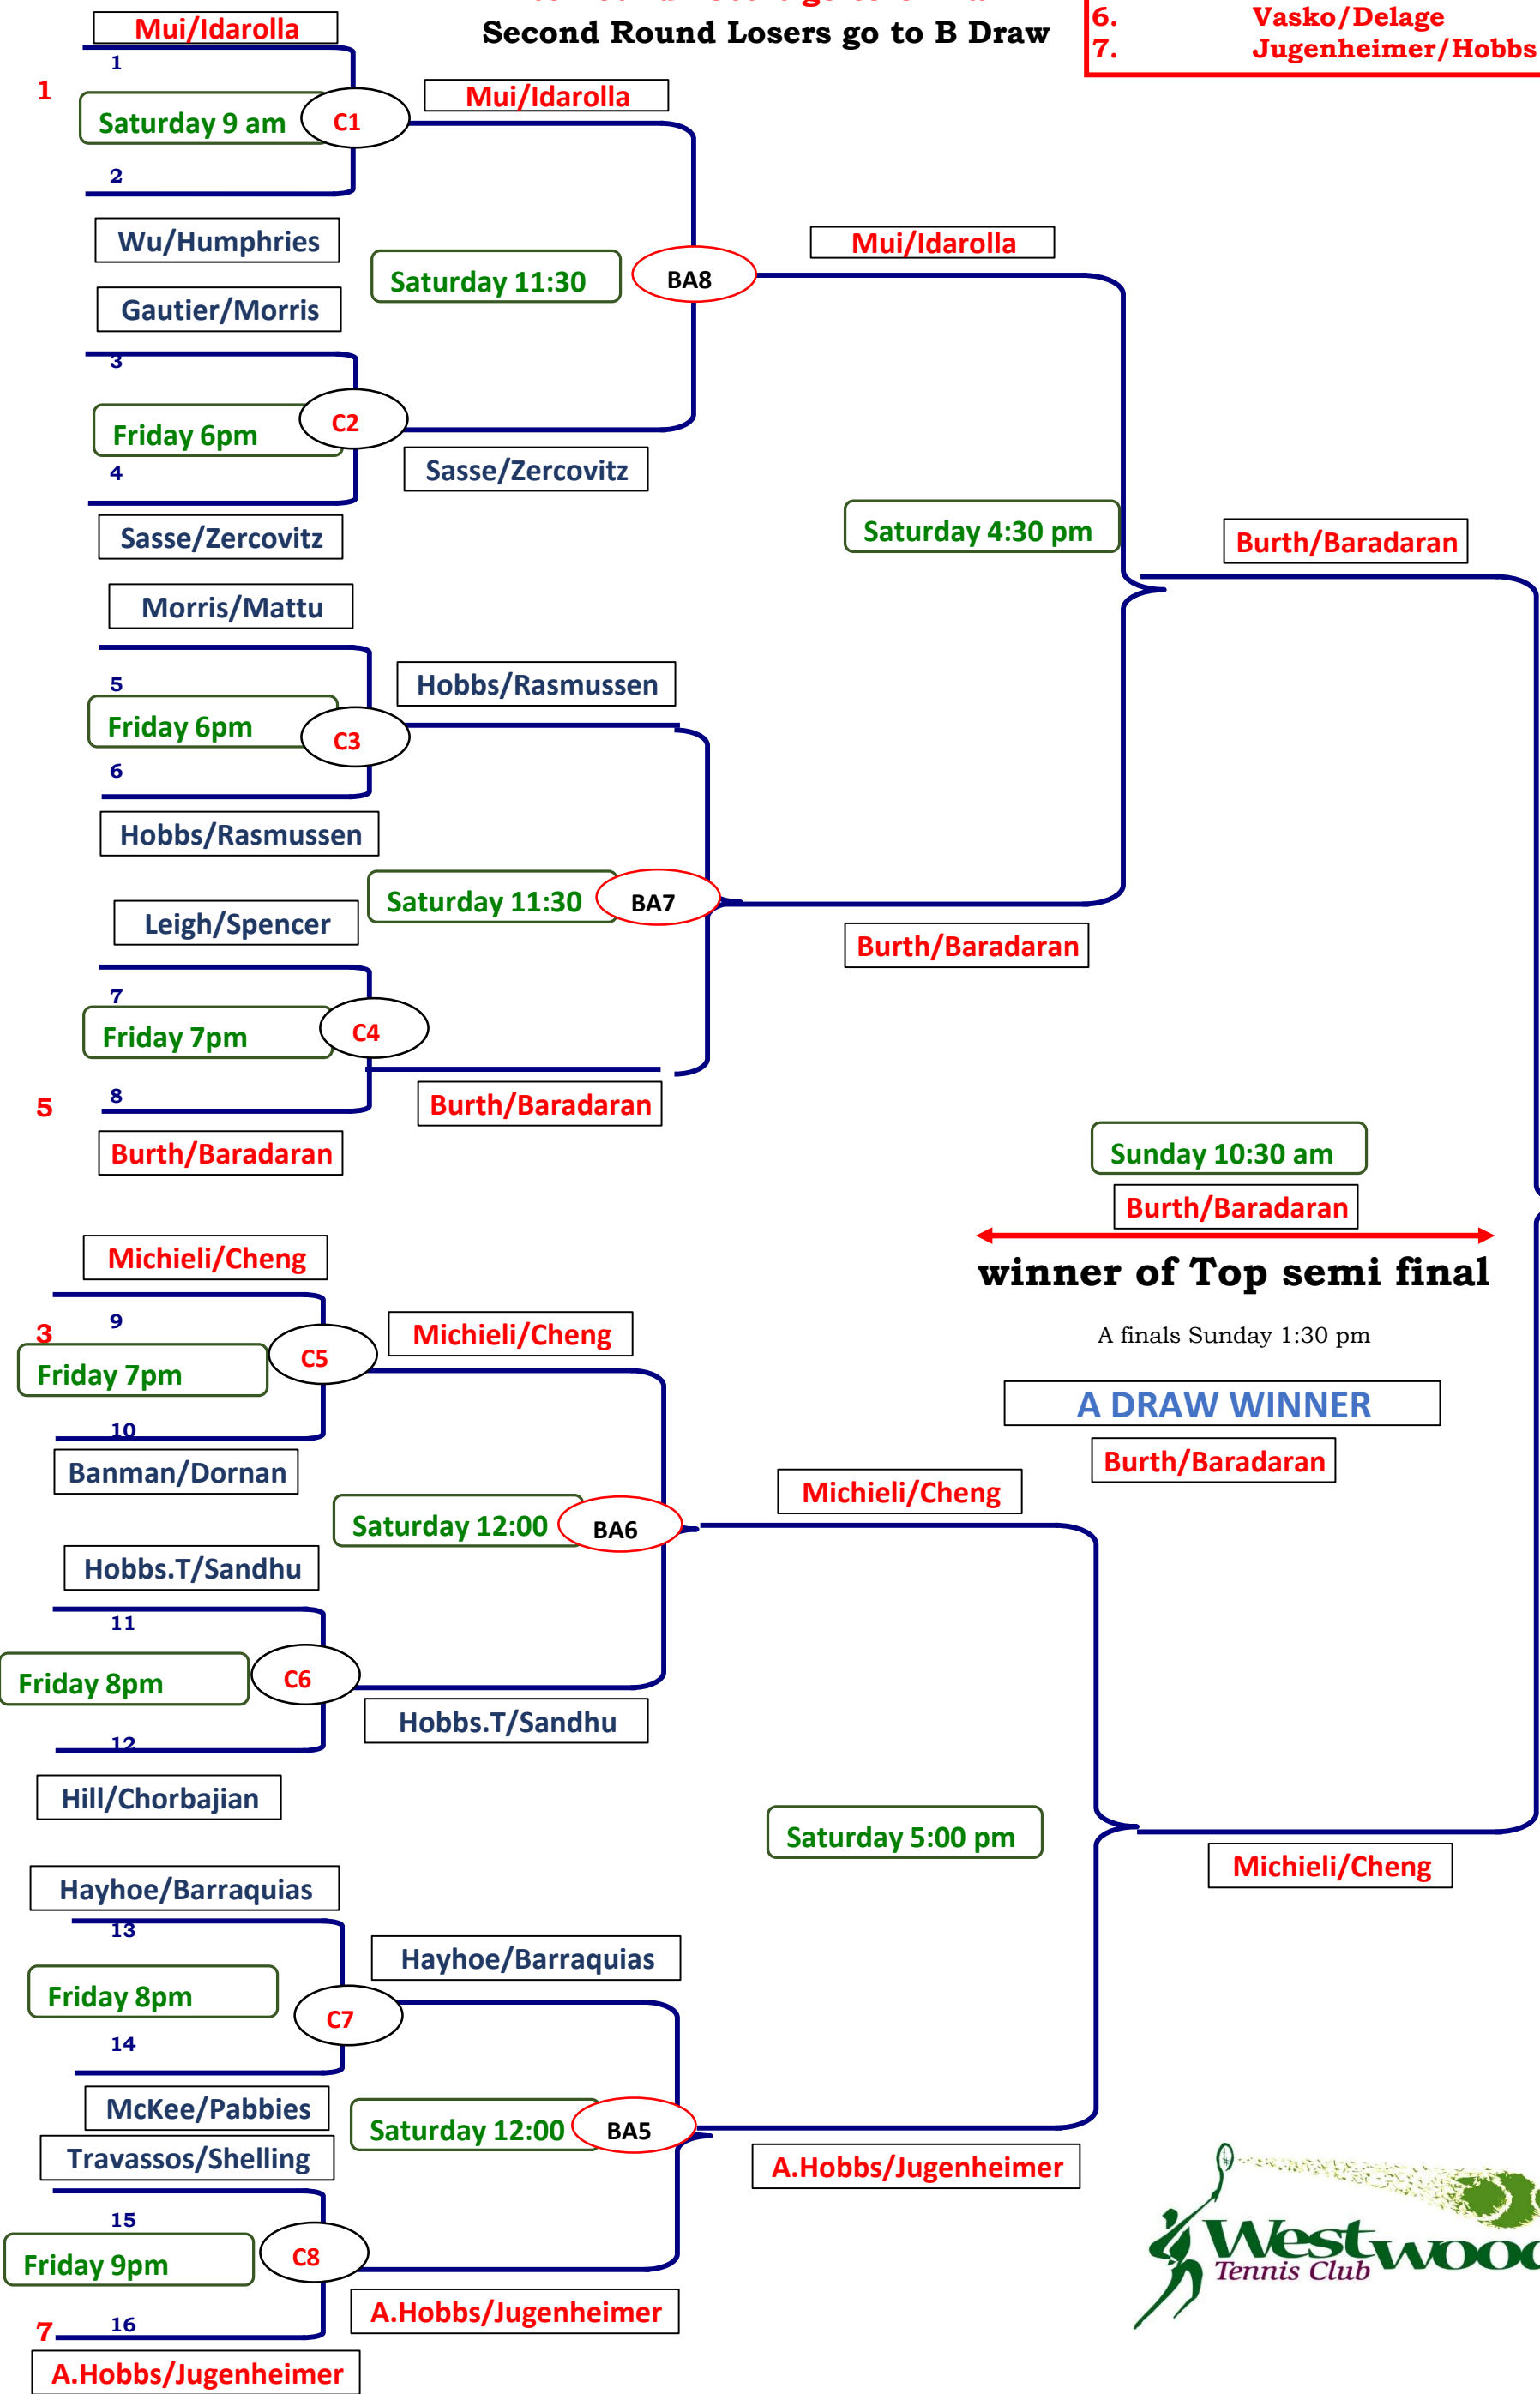 Second Round Losers go to B Draw
6. Vasko/Delage
7. Jugenheimer/Hobbs
Mui/Idarolla
1
1
Saturday 9 am
C1
Mui/Idarolla
2
Wu/Humphries
Mui/Idarolla
Saturday 11:30
BA8
Gautier/Morris
3
Friday 6pm
C2
4
Sasse/Zercovitz
Sasse/Zercovitz
Saturday 4:30 pm
Burth/Baradaran
Morris/Mattu
5
Hobbs/Rasmussen
Friday 6pm
C3
6
Hobbs/Rasmussen
Saturday 11:30
BA7
Leigh/Spencer
Burth/Baradaran
7
Friday 7pm
C4
8
5
Burth/Baradaran
Burth/Baradaran
Sunday 10:30 am
Burth/Baradaran
winner of Top semi final
A finals Sunday 1:30 pm
A DRAW WINNER
Burth/Baradaran
Michieli/Cheng
9
3
Michieli/Cheng
Friday 7pm
C5
10
Banman/Dornan
Michieli/Cheng
Saturday 12:00
BA6
Hobbs.T/Sandhu
11
Friday 8pm
C6
Hobbs.T/Sandhu
12
Hill/Chorbajian
Saturday 5:00 pm
Michieli/Cheng
Hayhoe/Barraquias
13
Hayhoe/Barraquias
Friday 8pm
C7
14
McKee/Pabbies
Saturday 12:00
BA5
Travassos/Shelling
A.Hobbs/Jugenheimer
15
Friday 9pm
C8
A.Hobbs/Jugenheimer
16
7
A.Hobbs/Jugenheimer
Westwood
Tennis Club